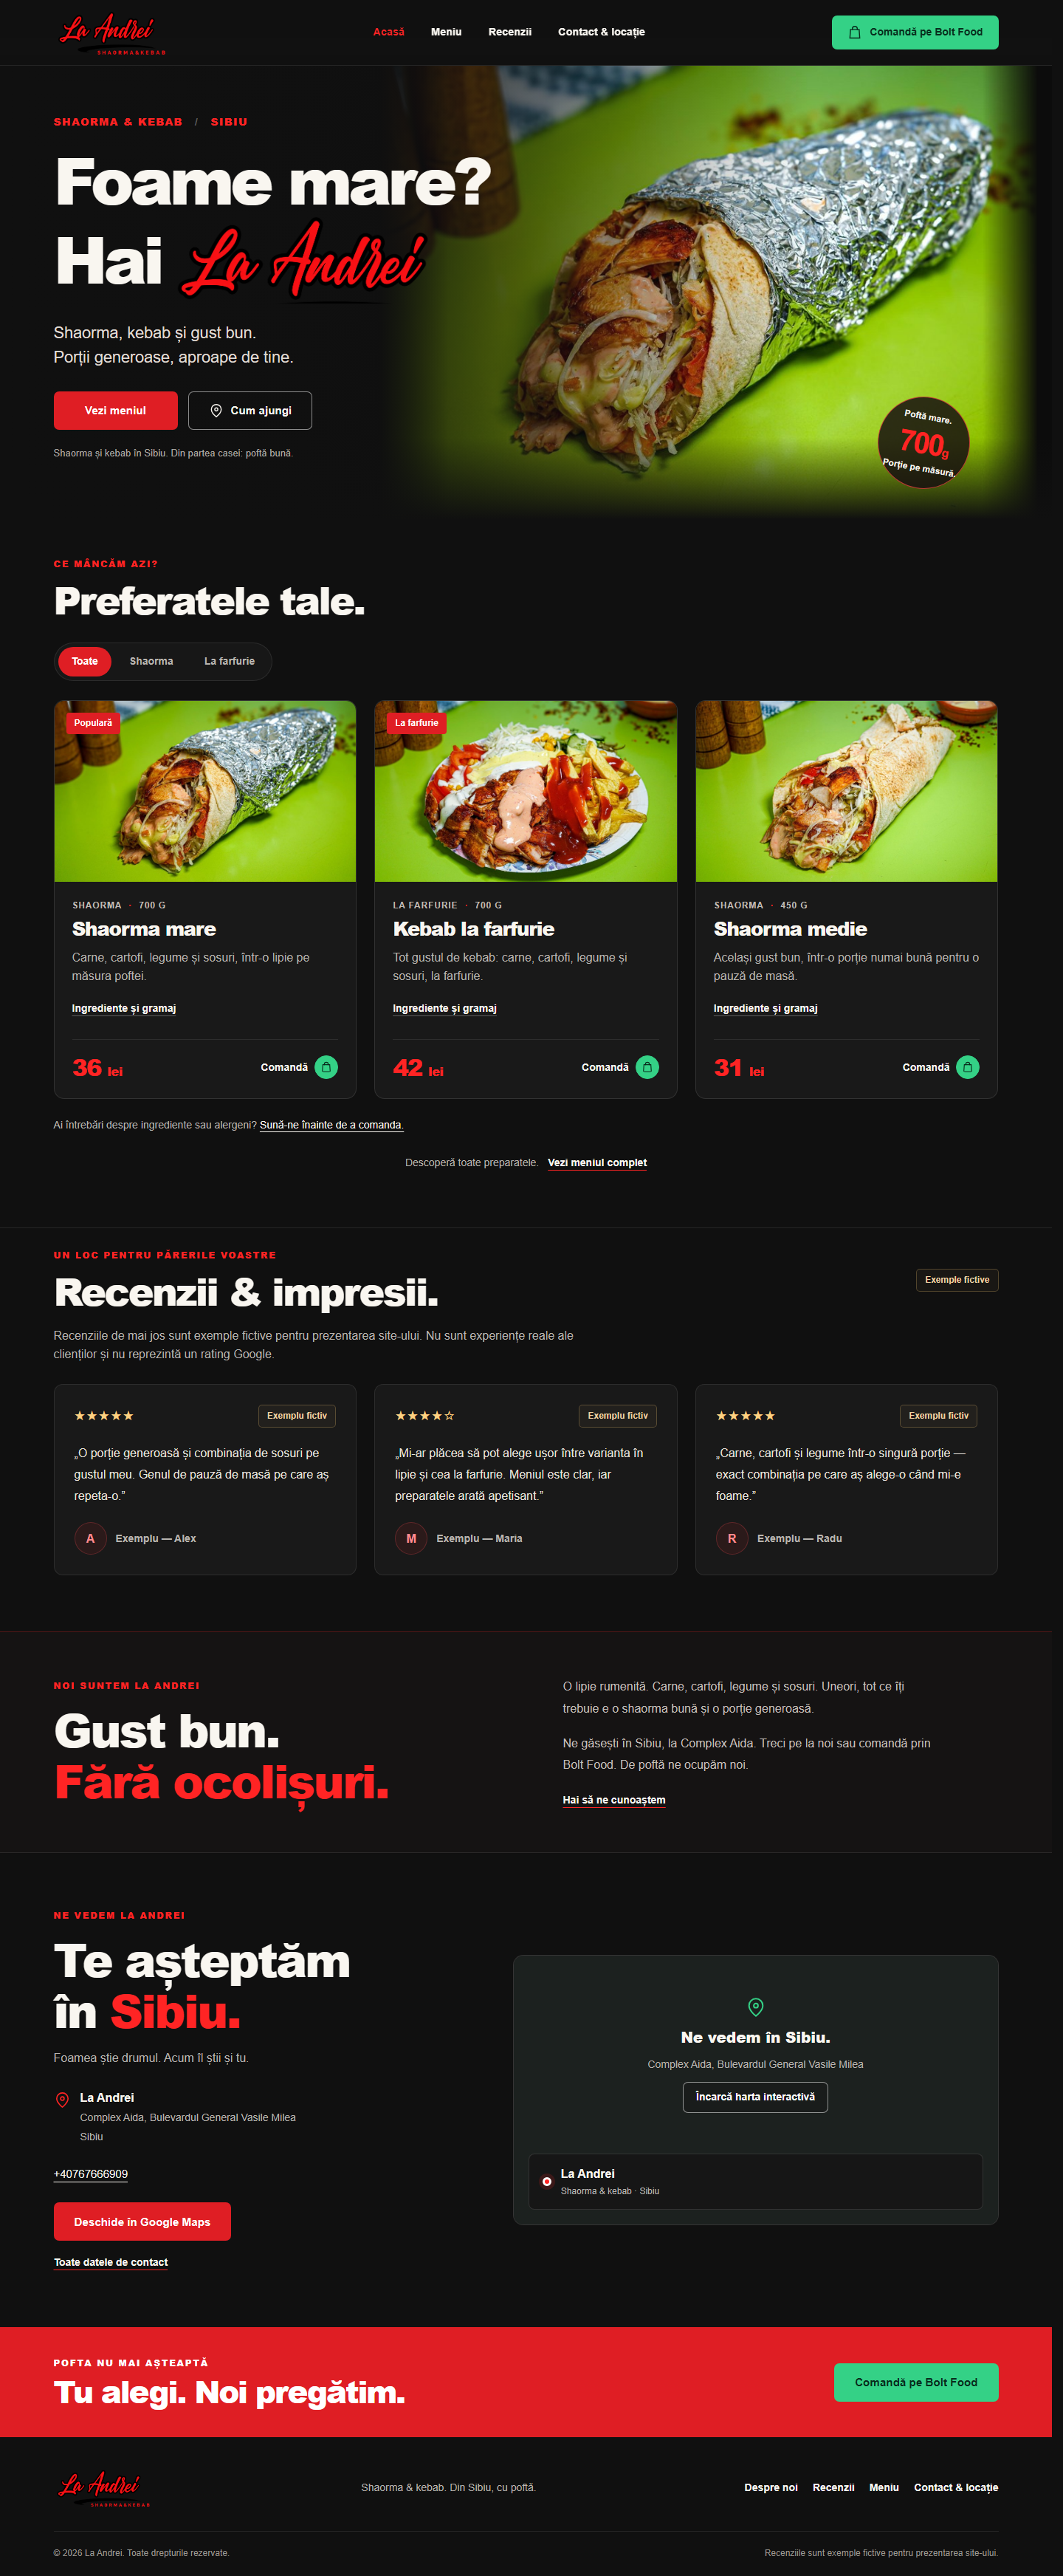 La Andrei
SHAORMA&KEBAB
Acasă
Meniu
Recenzii
Contact & locație
Comandă pe Bolt Food
SHAORMA & KEBAB / SIBIU
Foame mare?
Hai La Andrei
Shaorma, kebab și gust bun.
Porții generoase, aproape de tine.
Vezi meniul
Cum ajungi
Shaorma și kebab în Sibiu. Din partea casei: poftă bună.
Poftă mare.
700g
Porție pe măsură.
CE MÂNCĂM AZI?
Preferatele tale.
Toate
Shaorma
La farfurie
Populară
SHAORMA · 700 G
Shaorma mare
Carne, cartofi, legume și sosuri, într-o lipie pe
măsura poftei.
Ingrediente și gramaj
36 lei
Comandă
La farfurie
LA FARFURIE · 700 G
Kebab la farfurie
Tot gustul de kebab: carne, cartofi, legume și
sosuri, la farfurie.
Ingrediente și gramaj
42 lei
Comandă
SHAORMA · 450 G
Shaorma medie
Același gust bun, într-o porție numai bună pentru o
pauză de masă.
Ingrediente și gramaj
31 lei
Comandă
Ai întrebări despre ingrediente sau alergeni? Sună-ne înainte de a comanda.
Descoperă toate preparatele. Vezi meniul complet
UN LOC PENTRU PĂRERILE VOASTRE
Recenzii & impresii.
Exemple fictive
Recenziile de mai jos sunt exemple fictive pentru prezentarea site-ului. Nu sunt experiențe reale ale
clienților și nu reprezintă un rating Google.
★★★★★
Exemplu fictiv
„O porție generoasă și combinația de sosuri pe
gustul meu. Genul de pauză de masă pe care aș
repeta-o.”
A
Exemplu — Alex
★★★★☆
Exemplu fictiv
„Mi-ar plăcea să pot alege ușor între varianta în
lipie și cea la farfurie. Meniul este clar, iar
preparatele arată apetisant.”
M
Exemplu — Maria
★★★★★
Exemplu fictiv
„Carne, cartofi și legume într-o singură porție —
exact combinația pe care aș alege-o când mi-e
foame.”
R
Exemplu — Radu
NOI SUNTEM LA ANDREI
Gust bun.
Fără ocolișuri.
O lipie rumenită. Carne, cartofi, legume și sosuri. Uneori, tot ce îți
trebuie e o shaorma bună și o porție generoasă.
Ne găsești în Sibiu, la Complex Aida. Treci pe la noi sau comandă prin
Bolt Food. De poftă ne ocupăm noi.
Hai să ne cunoaștem
NE VEDEM LA ANDREI
Te așteptăm
în Sibiu.
Foamea știe drumul. Acum îl știi și tu.
La Andrei
Complex Aida, Bulevardul General Vasile Milea
Sibiu
+40767666909
Deschide în Google Maps
Toate datele de contact
Ne vedem în Sibiu.
Complex Aida, Bulevardul General Vasile Milea
Încarcă harta interactivă
La Andrei
Shaorma & kebab · Sibiu
POFTA NU MAI AȘTEAPTĂ
Tu alegi. Noi pregătim.
Comandă pe Bolt Food
La Andrei
SHAORMA&KEBAB
Shaorma & kebab. Din Sibiu, cu poftă.
Despre noi
Recenzii
Meniu
Contact & locație
© 2026 La Andrei. Toate drepturile rezervate.
Recenziile sunt exemple fictive pentru prezentarea site-ului.